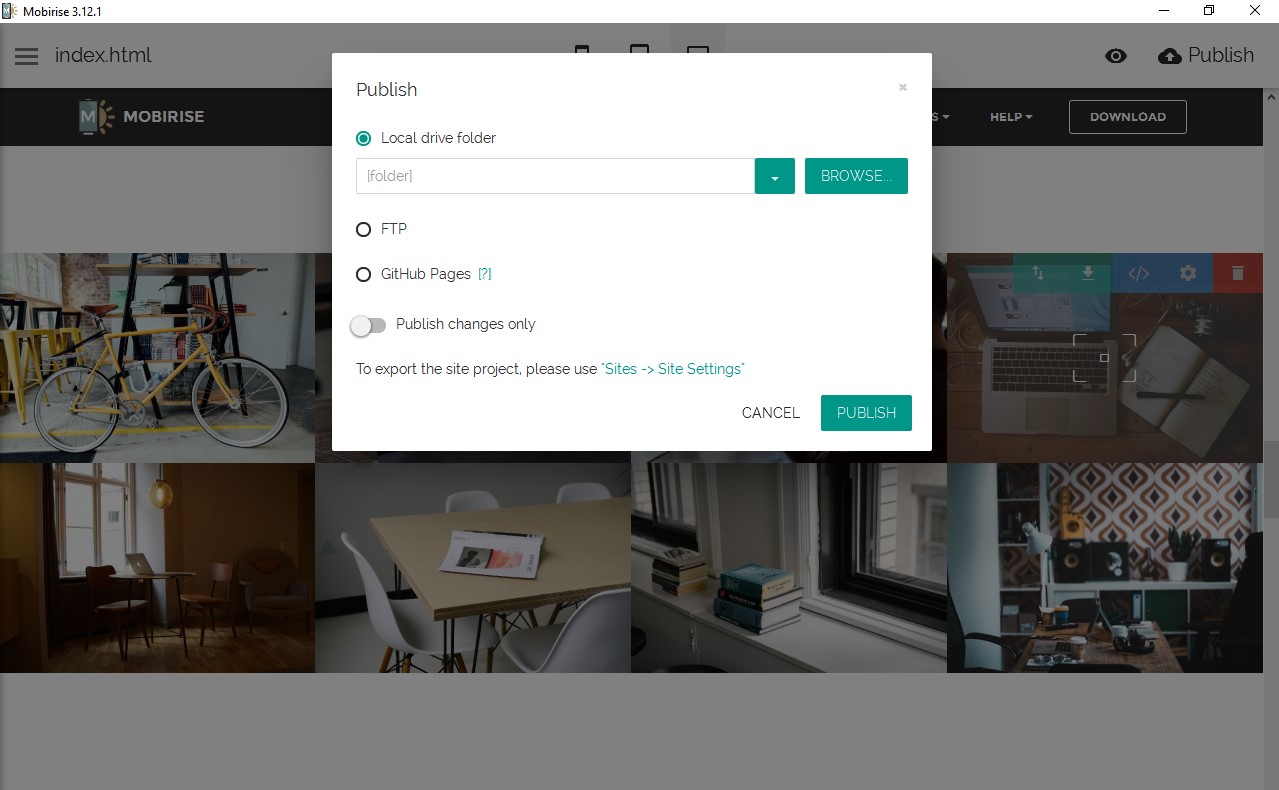 Mobirise 3.12.1
index.html
Publish
M MOBIRISE
S
HELP
DOWNLOAD
Publish
Local drive folder
[folder]
BROWSE...
FTP
GitHub Pages [?]
Publish changes only
To export the site project, please use "Sites -> Site Settings"
CANCEL
PUBLISH